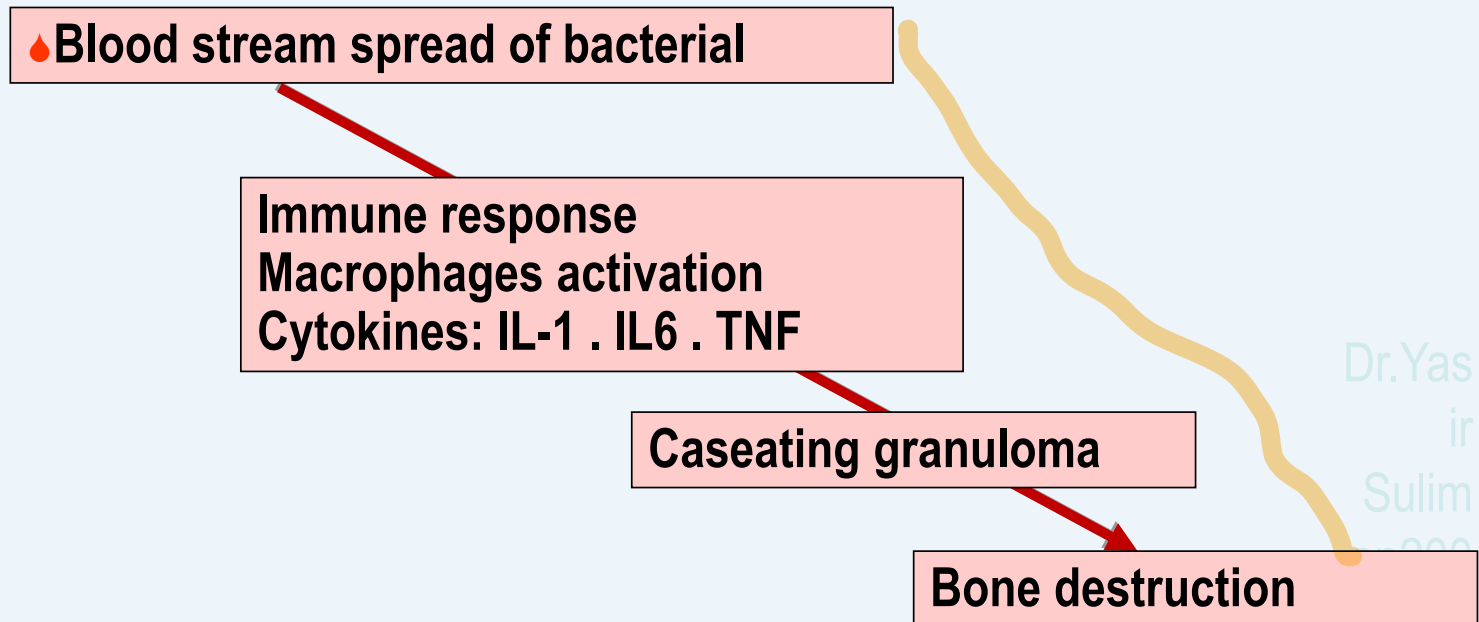 Blood stream spread of bacterial
Immune response
Macrophages activation
Cytokines: IL-1 . IL6 . TNF
Caseating granuloma
Dr.Yas
ir
Sulim
Bone destruction